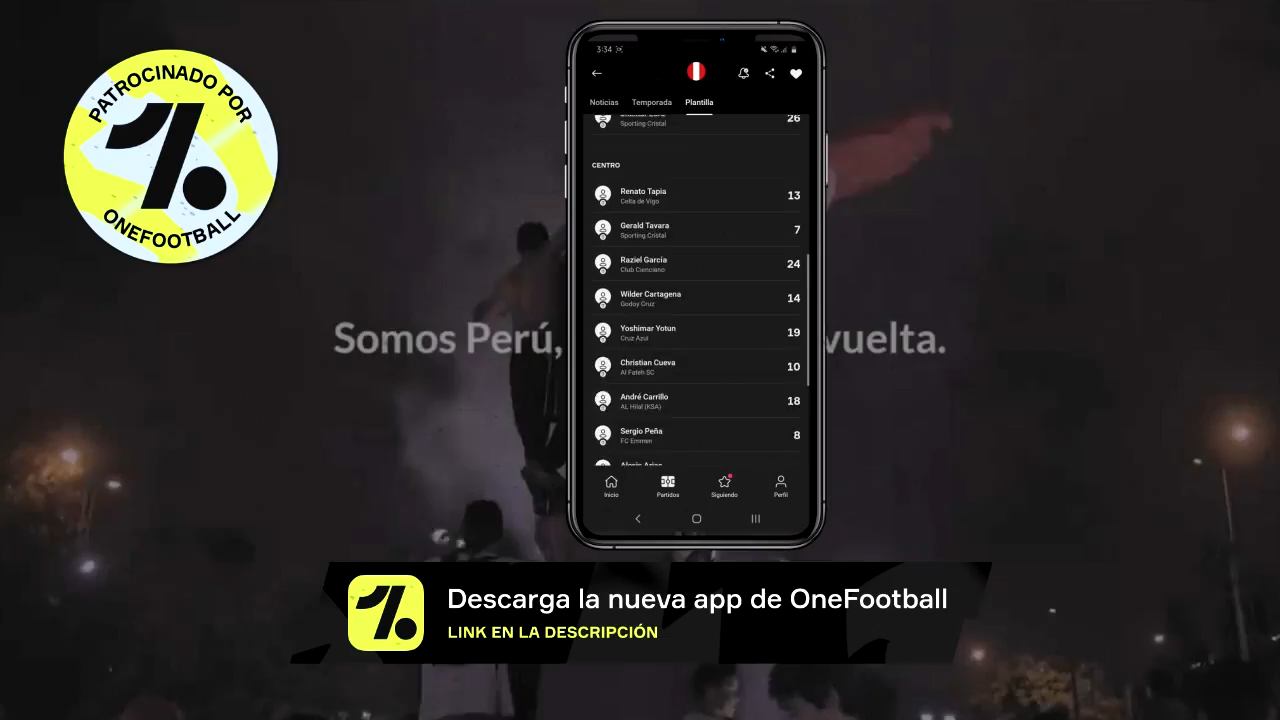 PATROCINADO POR
ONEFOOTBALL
Somos Perú,
vuelta.
3:34
Noticias Temporada Plantilla
Sporting Cristal
26
CENTRO
Renato Tapia
Celta de Vigo
13
Gerald Tavara
Sporting Cristal
7
Raziel García
Club Cienciano
24
Wilder Cartagena
Godoy Cruz
14
Yoshimar Yotun
Cruz Azul
19
Christian Cueva
Al Fateh SC
10
André Carrillo
AL Hilal (KSA)
18
Sergio Peña
FC Emmen
8
Inicio Partidos Siguiendo Perfil
Descarga la nueva app de OneFootball
LINK EN LA DESCRIPCIÓN